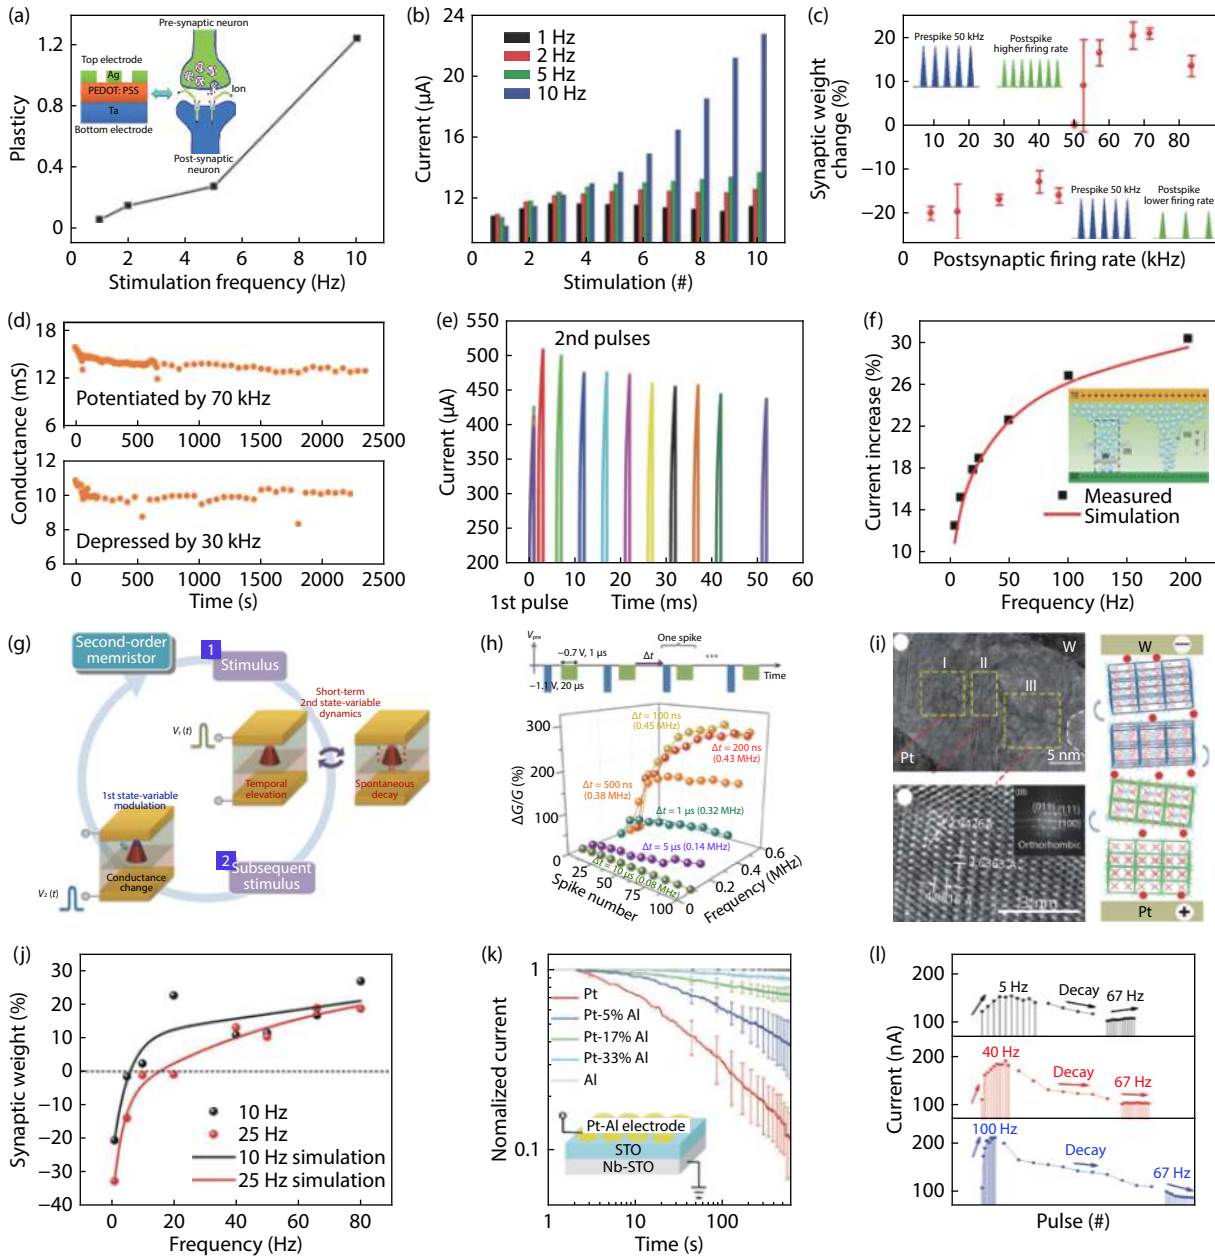 (a)
Plasticy
1.2
0.8
0.4
0
0
2
4
6
8
10
Stimulation frequency (Hz)
Pre-synaptic neuron
Top electrode
Ag
PEDOT: PSS
Ta
Bottom electrode
Ion
Post-synaptic
neuron
(b)
Current (μA)
24
20
16
12
1 Hz
2 Hz
5 Hz
10 Hz
0
2
4
6
8
10
Stimulation (#)
(c)
Synaptic weight
change (%)
20
10
0
−10
−20
Prespike 50 kHz
Postspike
higher firing rate
10
20
30
40
50
60
70
80
Prespike 50 kHz
Postspike
lower firing rate
0
Postsynaptic firing rate (kHz)
(d)
Conductance (mS)
18
12
6
Potentiated by 70 kHz
0
500
1000
1500
2000
2500
14
10
6
Depressed by 30 kHz
0
500
1000
1500
2000
2500
Time (s)
(e)
Current (μA)
550
500
450
400
350
300
250
200
2nd pulses
0
10
20
30
40
50
60
1st pulse
Time (ms)
(f)
Current increase (%)
30
26
22
18
14
10
Measured
Simulation
0
50
100
150
200
Frequency (Hz)
(g)
Second-order
memristor
1
Stimulus
Short-term
2nd state-variable
dynamics
V₁ (t)
Temporal
elevation
Spontaneous
decay
1st state-variable
modulation
Conductance
change
V₂ (t)
2
Subsequent
stimulus
(h)
Vpre
−0.7 V, 1 μs
Δt
One spike
...
Time
−1.1 V, 20 μs
ΔG/G (%)
300
200
100
0
Δt = 100 ns
(0.45 MHz)
Δt = 200 ns
(0.43 MHz)
Δt = 500 ns
(0.38 MHz)
Δt = 1 μs (0.32 MHz)
Δt = 5 μs (0.14 MHz)
Δt = 10 μs (0.08 MHz)
0
25
50
75
100
Spike number
0
0.2
0.4
0.6
Frequency (MHz)
(i)
W
I
II
III
Pt
5 nm
(011)
(111)
(100)
Orthorhombic
W
−
Pt
+
(j)
Synaptic weight (%)
30
20
10
0
−10
−20
−30
−40
10 Hz
25 Hz
10 Hz simulation
25 Hz simulation
0
20
40
60
80
Frequency (Hz)
(k)
Nomalized current
1
0.1
Pt
Pt-5% Al
Pt-17% Al
Pt-33% Al
Al
Pt-Al electrode
STO
Nb-STO
1
10
100
Time (s)
(l)
Current (nA)
200
100
5 Hz
Decay
67 Hz
200
100
40 Hz
Decay
67 Hz
200
100
100 Hz
Decay
67 Hz
Pulse (#)